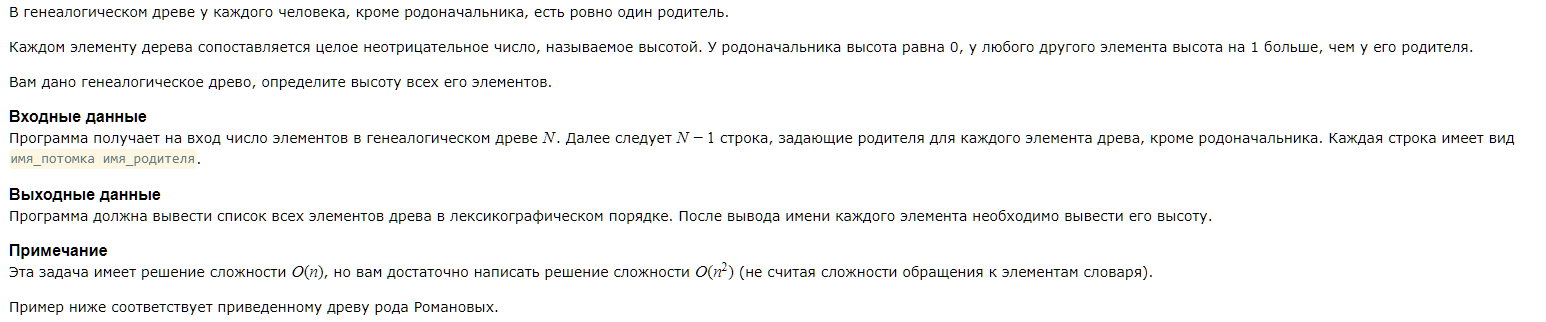 В генеалогическом древе у каждого человека, кроме родоначальника, есть ровно один родитель.
Каждом элементу дерева сопоставляется целое неотрицательное число, называемое высотой. У родоначальника высота равна 0, у любого другого элемента высота на 1 больше, чем у его родителя.
Вам дано генеалогическое древо, определите высоту всех его элементов.
Входные данные
Программа получает на вход число элементов в генеалогическом древе N. Далее следует N − 1 строка, задающие родителя для каждого элемента древа, кроме родоначальника. Каждая строка имеет вид
имя_потомка имя_родителя.
Выходные данные
Программа должна вывести список всех элементов древа в лексикографическом порядке. После вывода имени каждого элемента необходимо вывести его высоту.
Примечание
Эта задача имеет решение сложности O(n), но вам достаточно написать решение сложности O(n²) (не считая сложности обращения к элементам словаря).
Пример ниже соответствует приведенному древу рода Романовых.